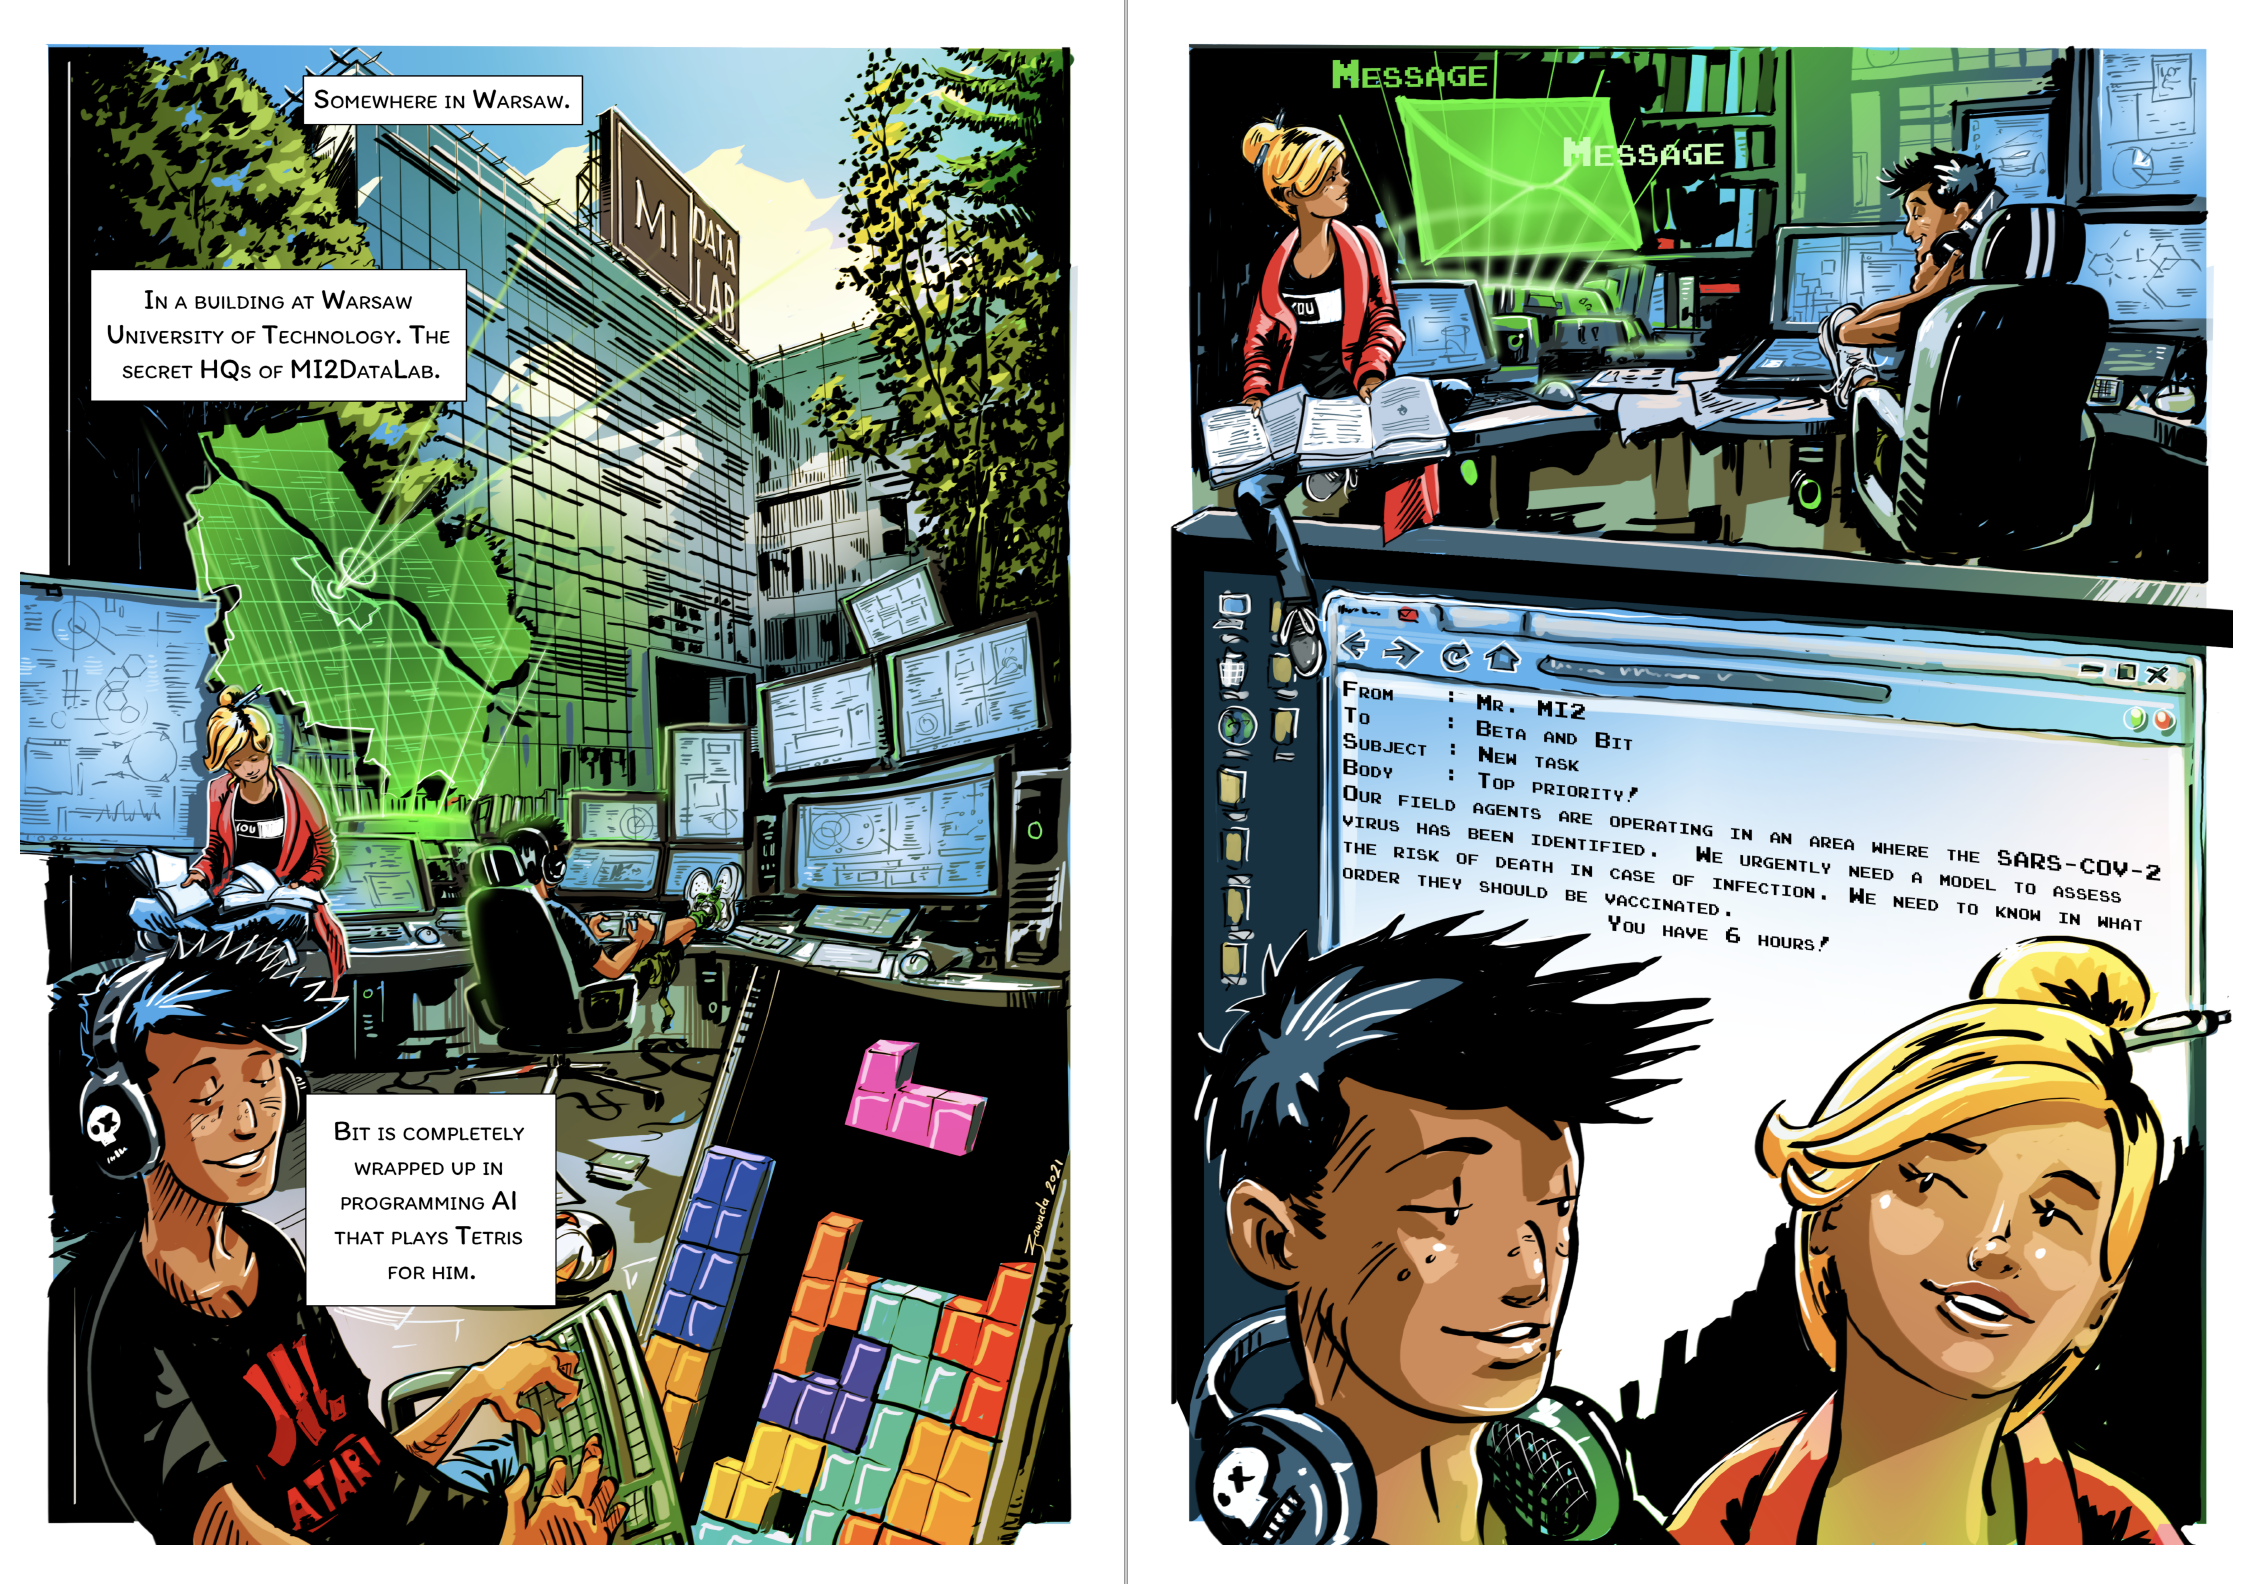 Somewhere in Warsaw.
MI
DATA
LAB
In a building at Warsaw
University of Technology. The
secret HQs of MI2DataLab.
YOU
Bit is completely
wrapped up in
programming AI
that plays Tetris
for him.
ATARI
Zawada 2021
Message
Message
YOU
From : Mr. MI2
To : Beta and Bit
Subject : New task
Body : Top priority!
Our field agents are operating in an area where the SARS-COV-2
virus has been identified. We urgently need a model to assess
the risk of death in case of infection. We need to know in what
order they should be vaccinated.
You have 6 hours!